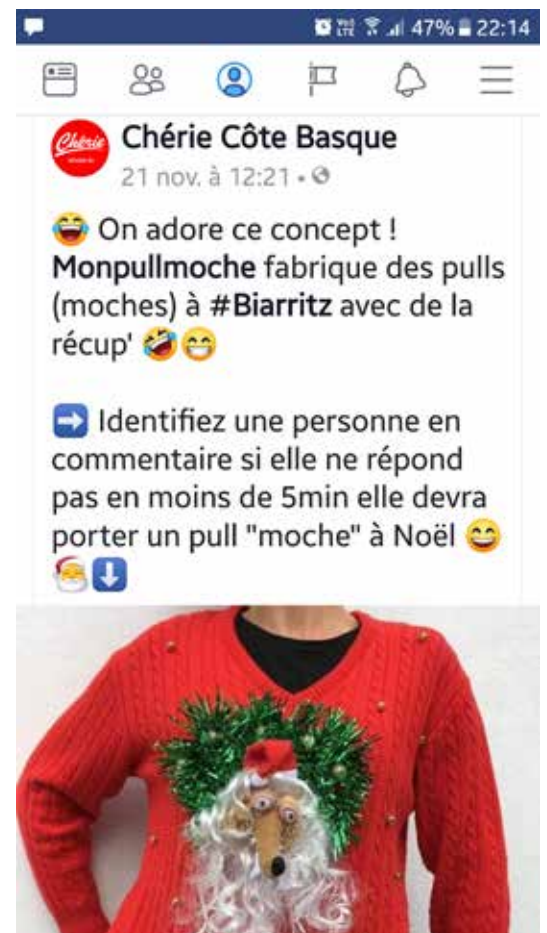 47% 22:14
Chérie
Chérie Côte Basque
21 nov. à 12:21
😂 On adore ce concept !
Monpullmoche fabrique des pulls
(moches) à #Biarritz avec de la
récup' 🤣😁
➡️ Identifiez une personne en
commentaire si elle ne répond
pas en moins de 5min elle devra
porter un pull "moche" à Noël 😄
🎅⬇️